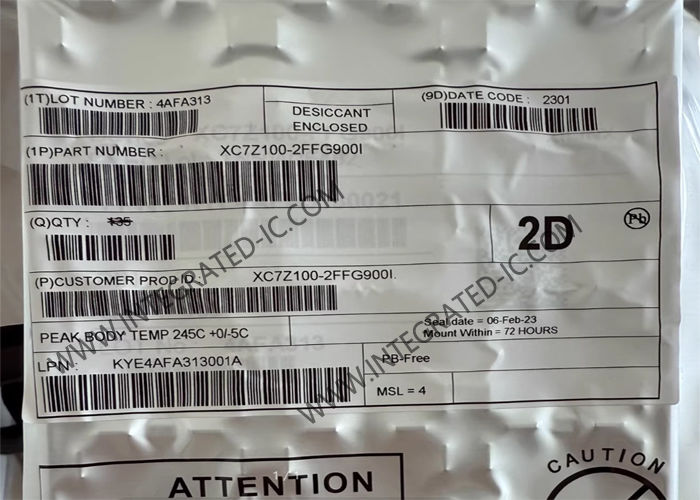 (1T)LOT NUMBER : 4AFA313
DESICCANT
ENCLOSED
(9D)DATE CODE : 2301
(1P)PART NUMBER : XC7Z100-2FFG900I
(Q)QTY : 135
2D
Pb
(P)CUSTOMER PROD ID : XC7Z100-2FFG900I.
PEAK BODY TEMP 245C +0/-5C
Seal date = 06-Feb-23
Mount Within = 72 HOURS
LPN: KYE4AFA313001A
PB-Free
MSL = 4
ATTENTION
CAUTION
WWW.INTEGRATED-IC.COM
WWW.INTEGRATED-IC.COM